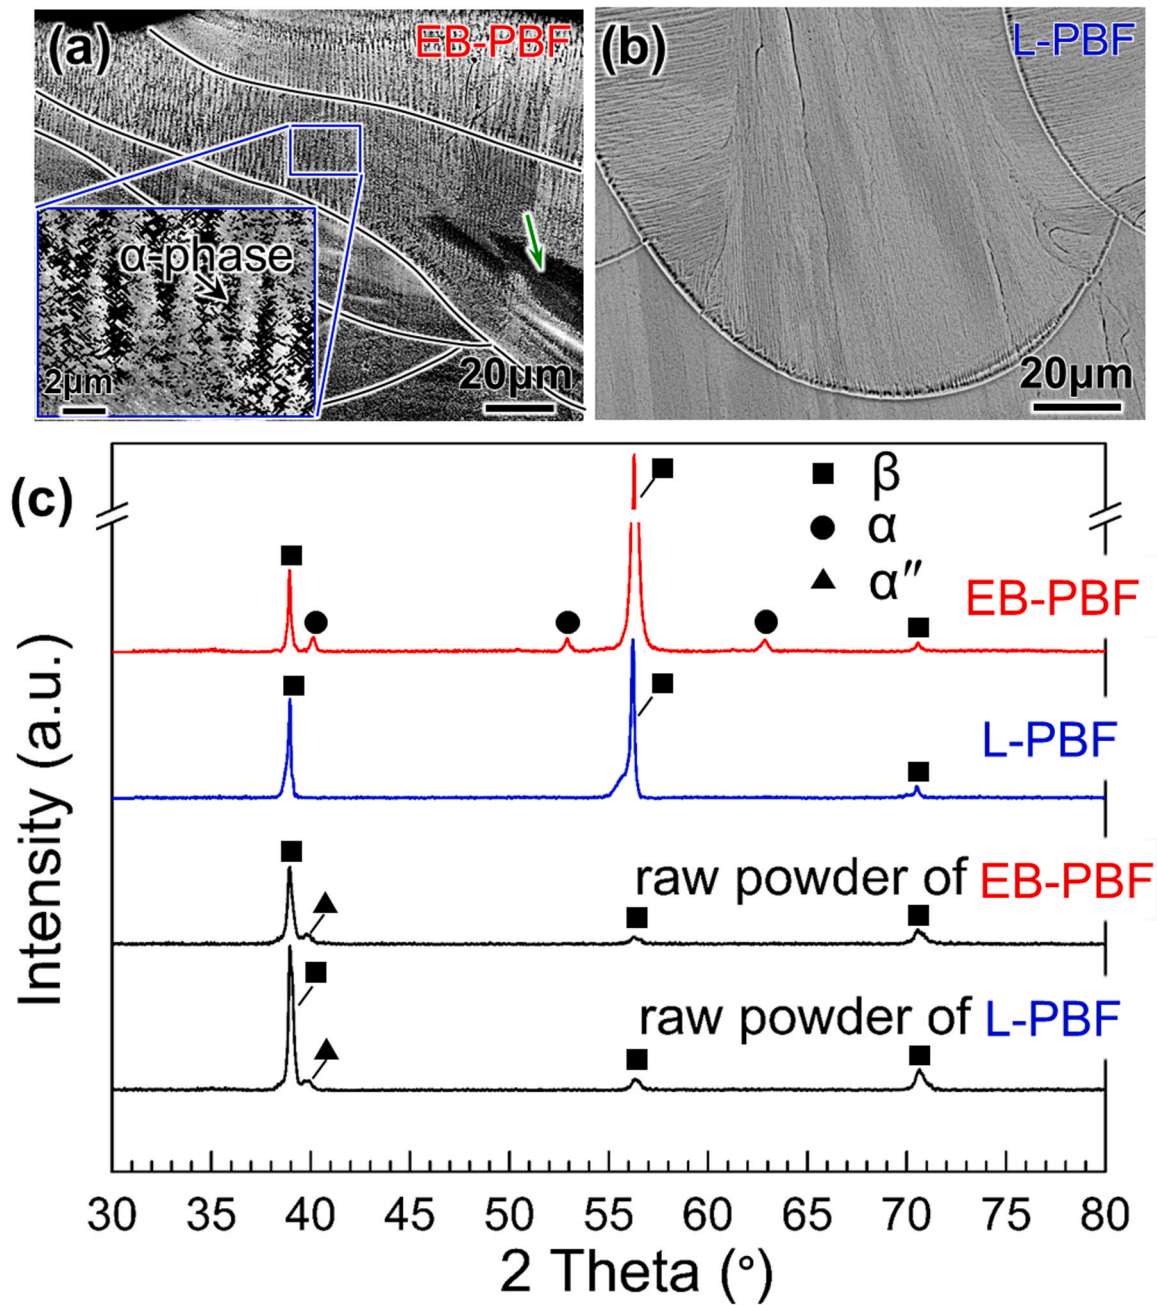 (a)
EB-PBF
α-phase
2μm
20μm
(b)
L-PBF
20μm
(c)
β
α
α″
EB-PBF
L-PBF
raw powder of EB-PBF
raw powder of L-PBF
Intensity (a.u.)
30 35 40 45 50 55 60 65 70 75 80
2 Theta (°)